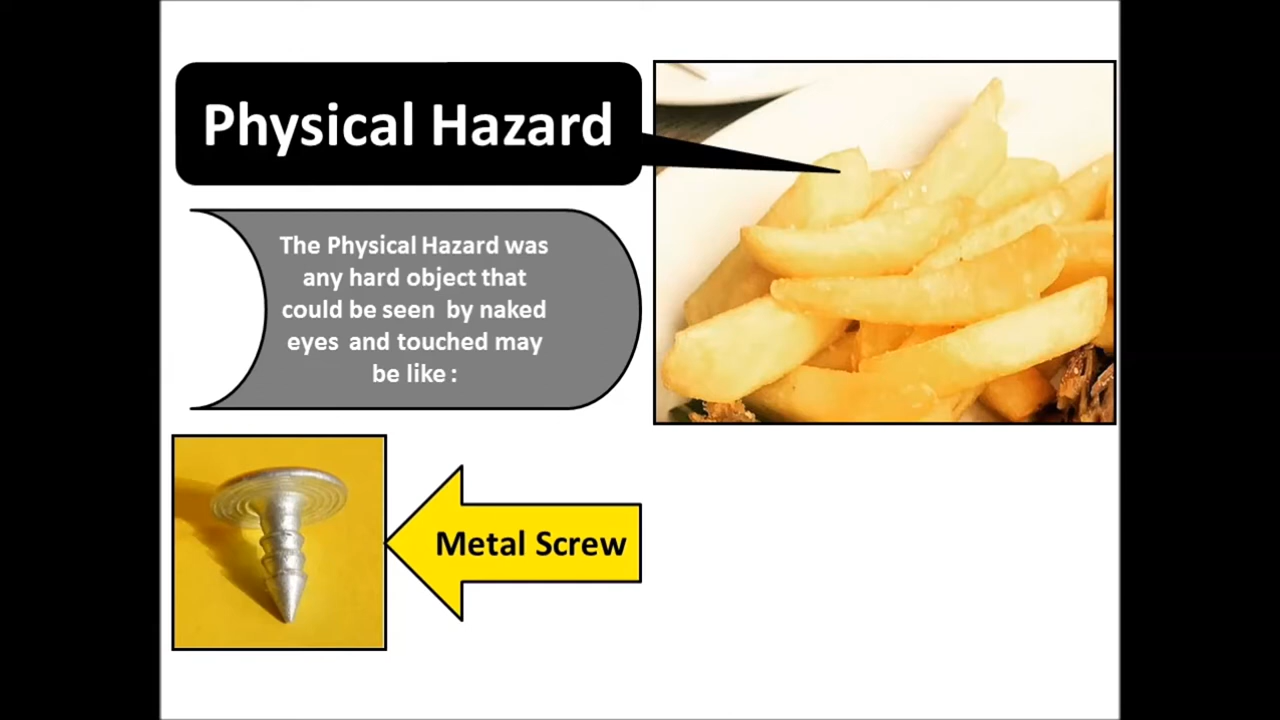 Physical Hazard
The Physical Hazard was
any hard object that
could be seen by naked
eyes and touched may
be like :
Metal Screw